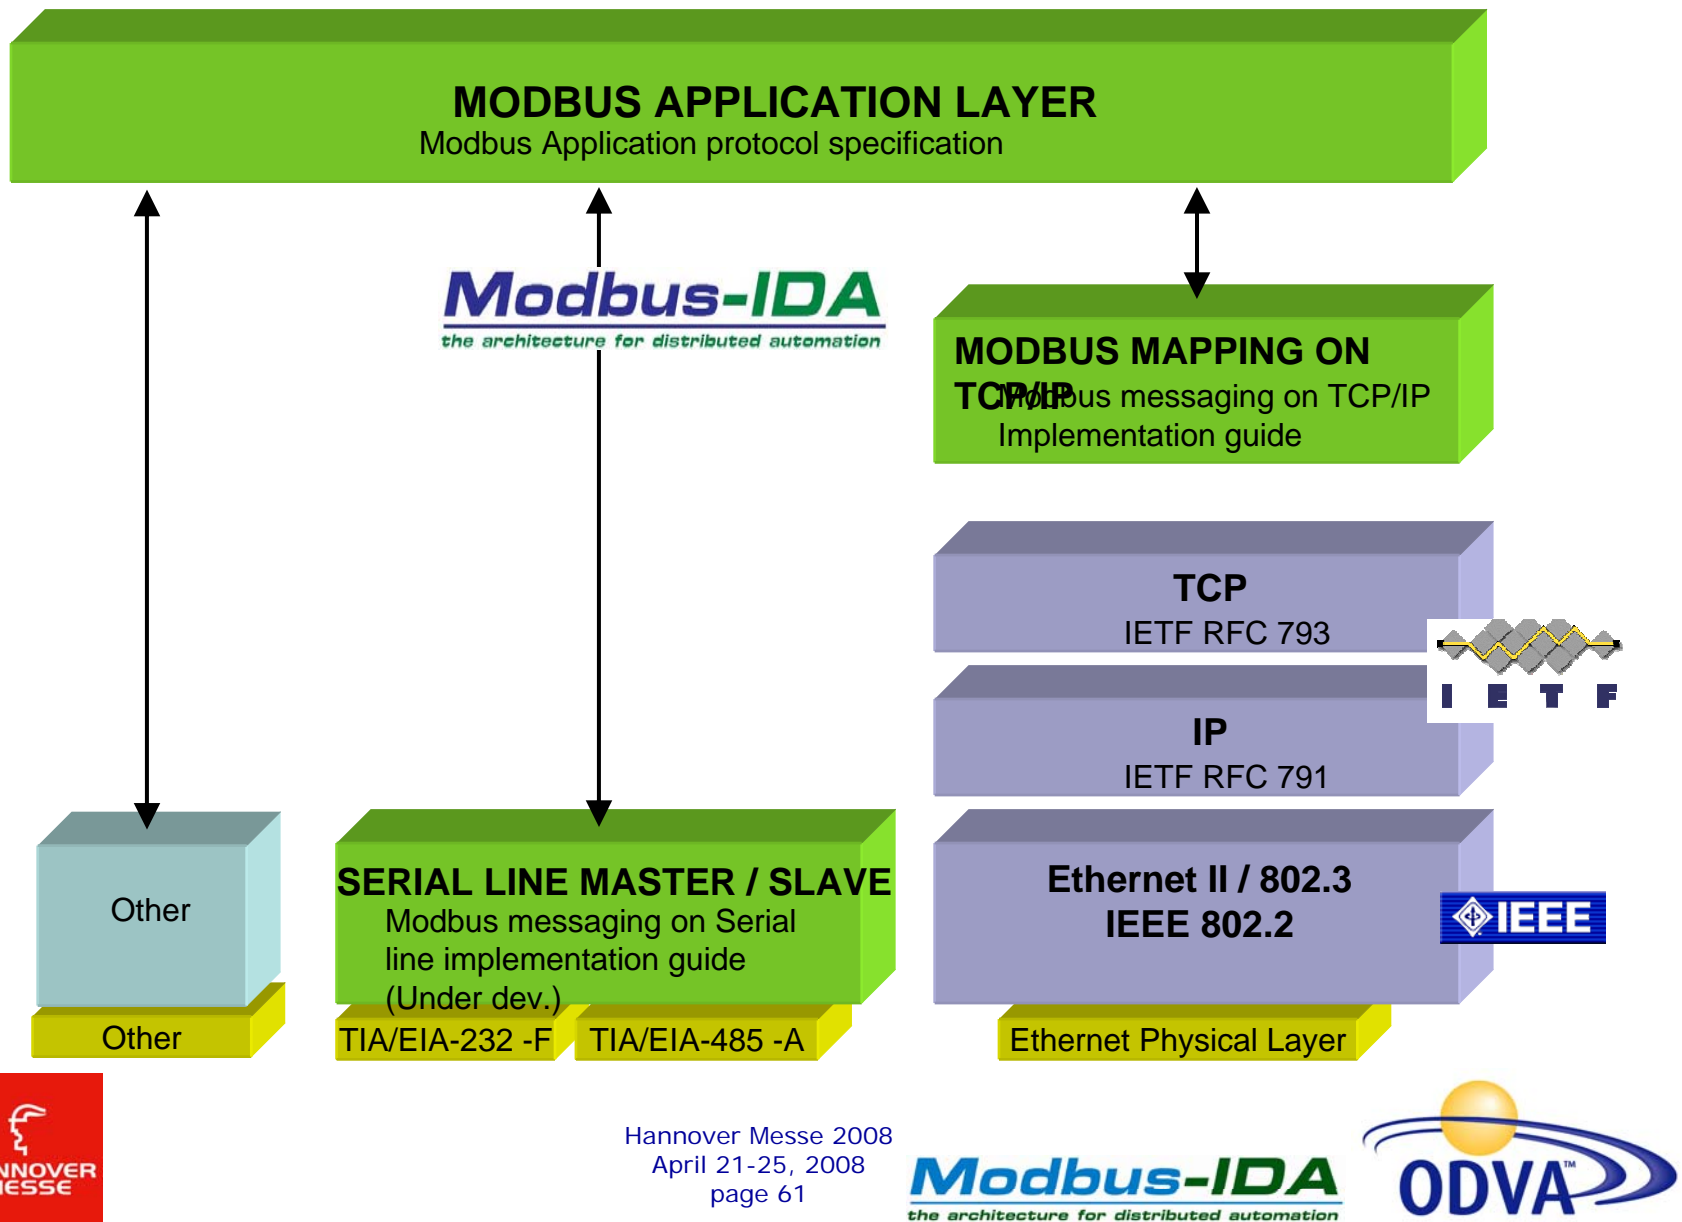 MODBUS APPLICATION LAYER
Modbus Application protocol specification
Modbus-IDA
the architecture for distributed automation
MODBUS MAPPING ON
TCP/IP
Modbus messaging on TCP/IP
Implementation guide
TCP
IETF RFC 793
I E T F
IP
IETF RFC 791
Other
SERIAL LINE MASTER / SLAVE
Modbus messaging on Serial
line implementation guide
(Under dev.)
Ethernet II / 802.3
IEEE 802.2
IEEE
Other
TIA/EIA-232 -F
TIA/EIA-485 -A
Ethernet Physical Layer
NNOVER
MESSE
Hannover Messe 2008
April 21-25, 2008
page 61
Modbus-IDA
the architecture for distributed automation
ODVA™